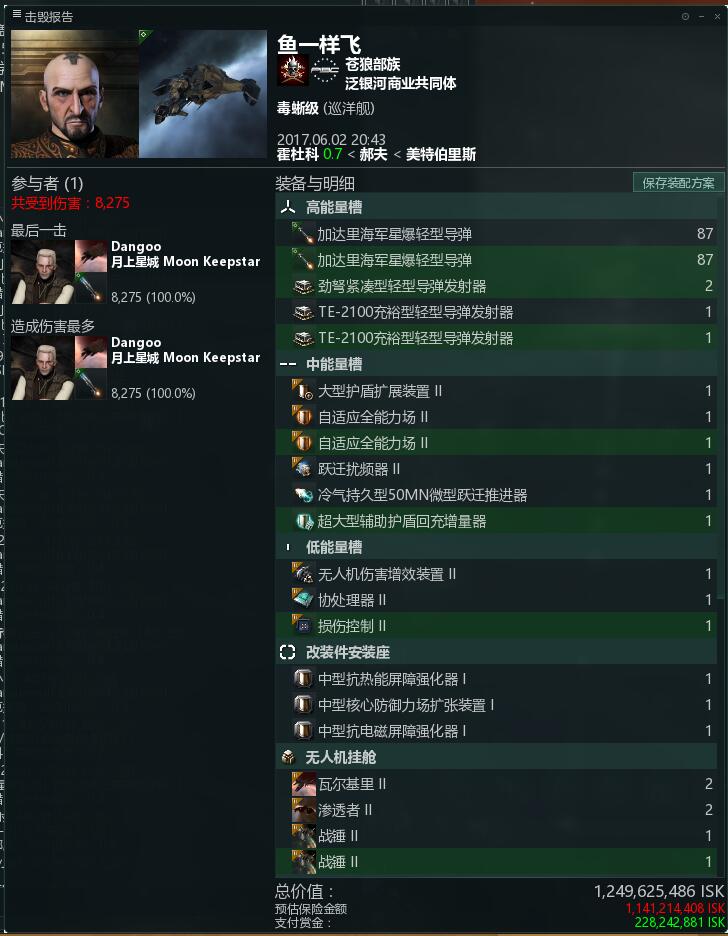 击毁报告
鱼一样飞
苍狼部族
泛银河商业共同体
毒蜥级 (巡洋舰)
2017.06.02 20:43
霍杜科 0.7 < 郝夫 < 美特伯里斯
参与者 (1)
共受到伤害：8,275
最后一击
Dangoo
月上星城 Moon Keepstar
8,275 (100.0%)
造成伤害最多
Dangoo
月上星城 Moon Keepstar
8,275 (100.0%)
装备与明细
保存装配方案
高能量槽
加达里海军星爆轻型导弹 87
加达里海军星爆轻型导弹 87
劲弩紧凑型轻型导弹发射器 2
TE-2100充裕型轻型导弹发射器 1
TE-2100充裕型轻型导弹发射器 1
中能量槽
大型护盾扩展装置 II 1
自适应全能力场 II 1
自适应全能力场 II 1
跃迁扰频器 II 1
冷气持久型50MN微型跃迁推进器 1
超大型辅助护盾回充增量器 1
低能量槽
无人机伤害增效装置 II 1
协处理器 II 1
损伤控制 II 1
改装件安装座
中型抗热能屏障强化器 I 1
中型核心防御力场扩张装置 I 1
中型抗电磁屏障强化器 I 1
无人机挂舱
瓦尔基里 II 2
渗透者 II 2
战锤 II 1
战锤 II 1
总价值： 1,249,625,486 ISK
预估保险金额 1,141,214,408 ISK
支付赏金： 228,242,881 ISK